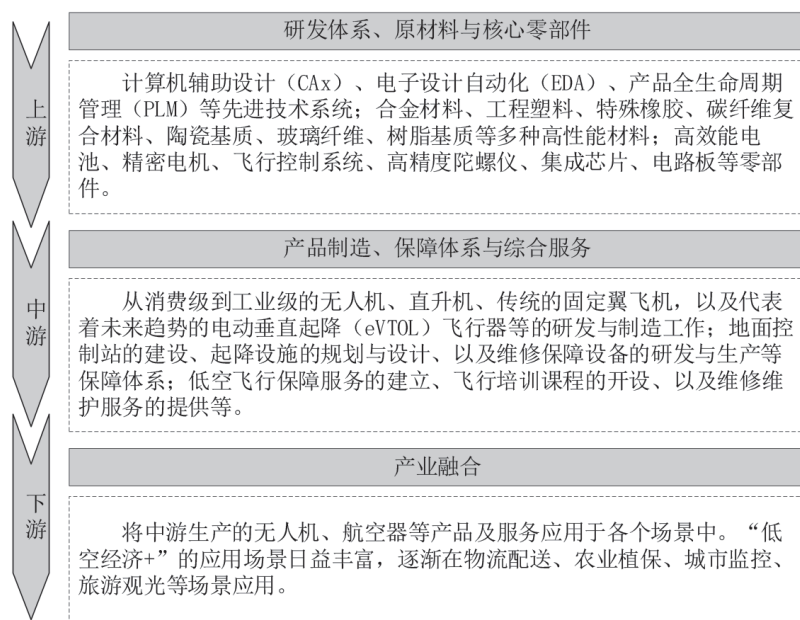 研发体系、原材料与核心零部件
上游
计算机辅助设计（CAx）、电子设计自动化（EDA）、产品全生命周期
管理（PLM）等先进技术系统；合金材料、工程塑料、特殊橡胶、碳纤维复
合材料、陶瓷基质、玻璃纤维、树脂基质等多种高性能材料；高效能电
池、精密电机、飞行控制系统、高精度陀螺仪、集成芯片、电路板等零部
件。
产品制造、保障体系与综合服务
中游
从消费级到工业级的无人机、直升机、传统的固定翼飞机，以及代表
着未来趋势的电动垂直起降（eVTOL）飞行器等的研发与制造工作；地面控
制站的建设、起降设施的规划与设计、以及维修保障设备的研发与生产等
保障体系；低空飞行保障服务的建立、飞行培训课程的开设、以及维修维
护服务的提供等。
产业融合
下游
将中游生产的无人机、航空器等产品及服务应用于各个场景中。“低
空经济+”的应用场景日益丰富，逐渐在物流配送、农业植保、城市监控、
旅游观光等场景应用。